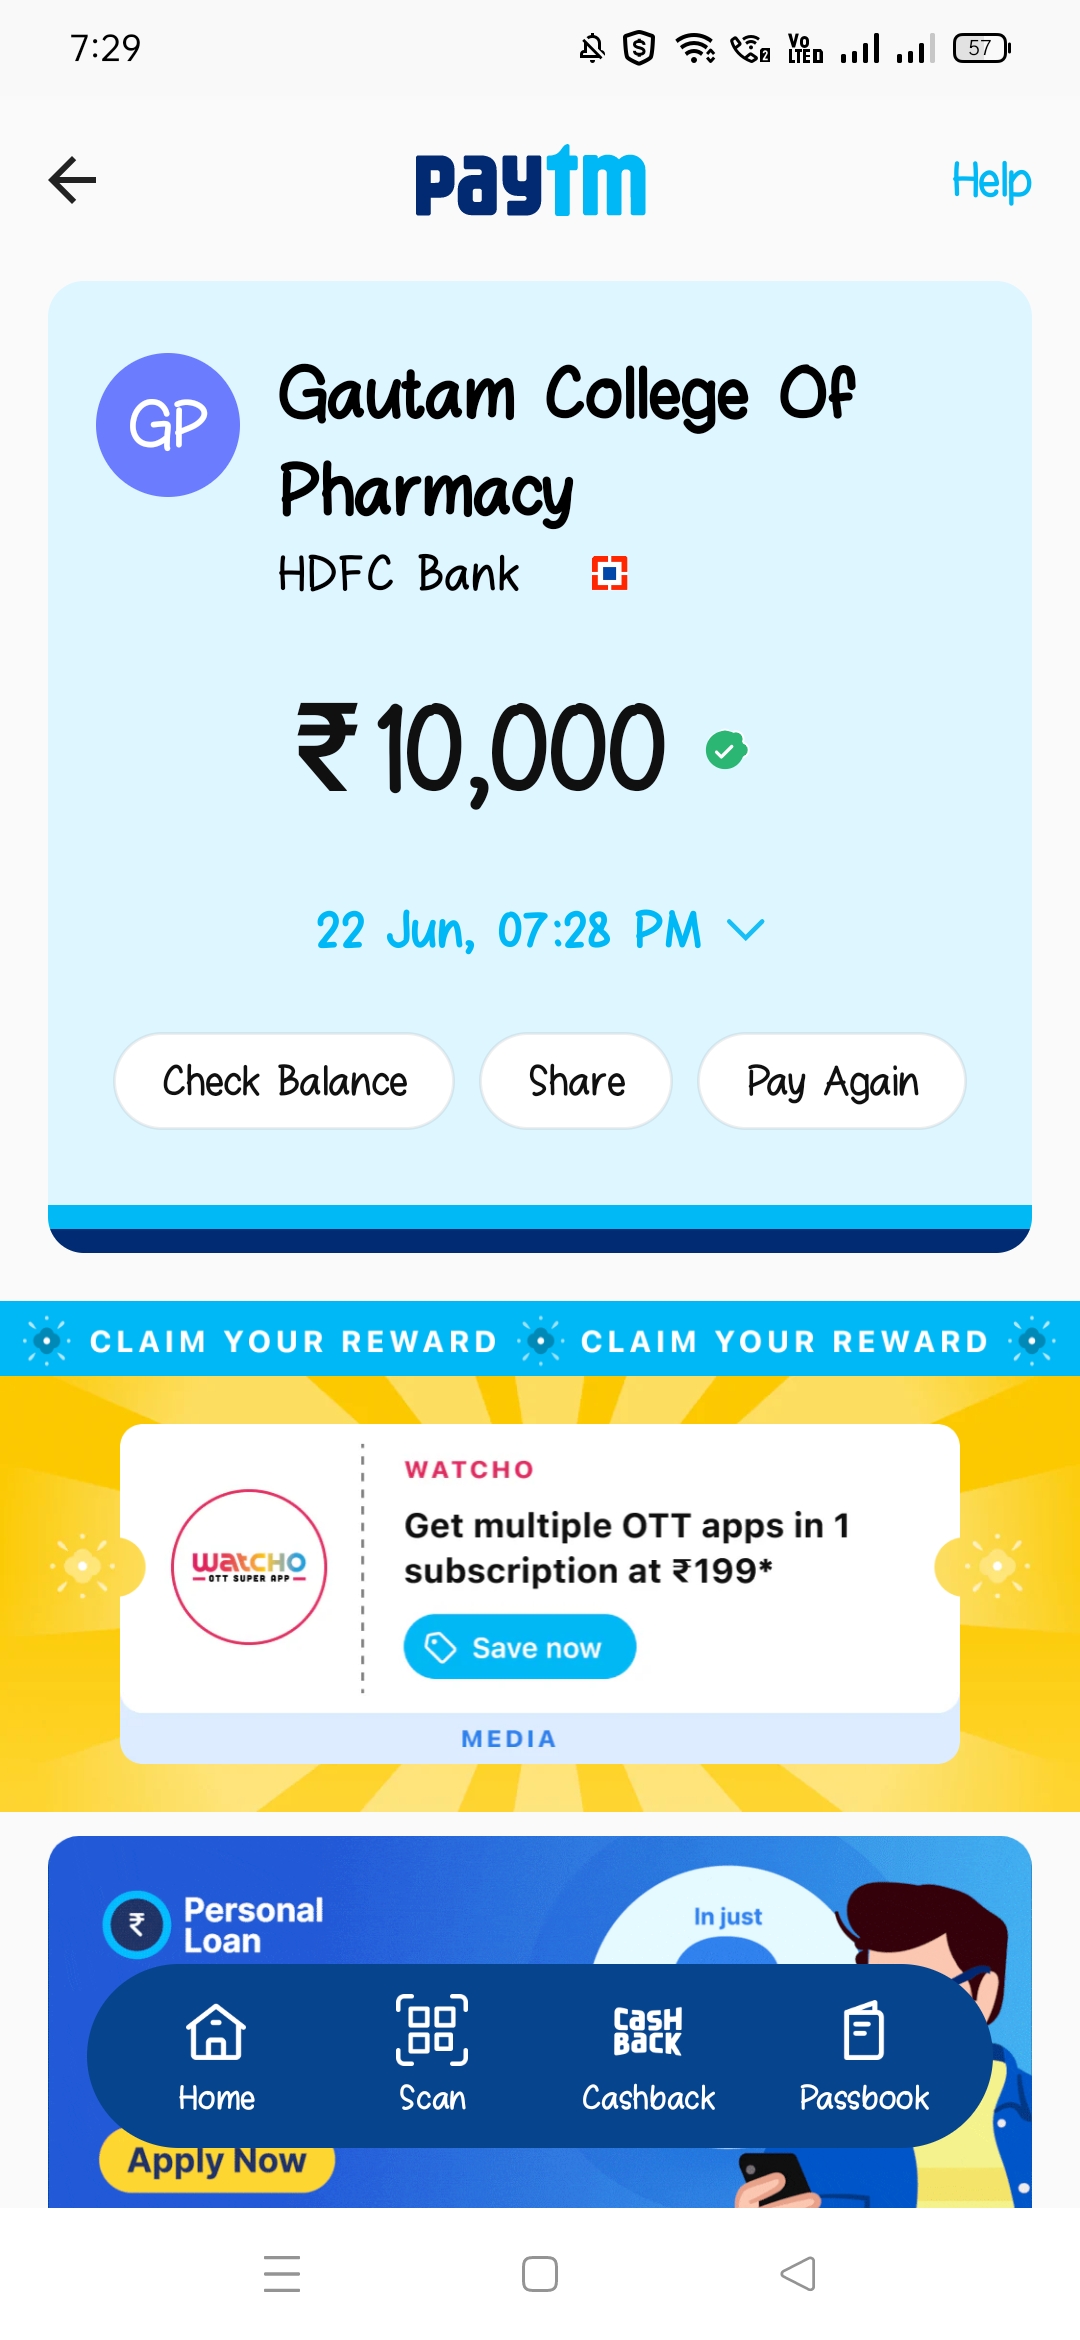 7:29
Vo
LTED
2
57
paytm
Help
GP
Gautam College Of
Pharmacy
HDFC Bank
₹10,000
22 Jun, 07:28 PM
Check Balance
Share
Pay Again
CLAIM YOUR REWARD
CLAIM YOUR REWARD
WATCHO
Get multiple OTT apps in 1
subscription at ₹199*
WATCHO
OTT SUPER APP
Save now
MEDIA
₹
Personal
Loan
In just
CASH
BACK
Home
Scan
Cashback
Passbook
Apply Now